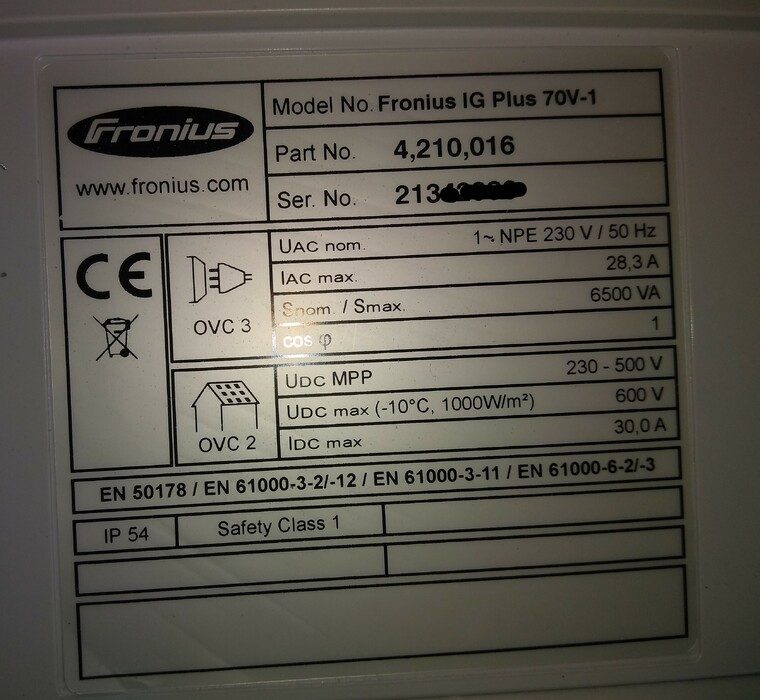 Fronius
www.fronius.com
Model No. Fronius IG Plus 70V-1
Part No. 4,210,016
Ser. No. 213
CE
OVC 3
UAC nom. 1~ NPE 230 V / 50 Hz
IAC max. 28,3 A
Snom. / Smax. 6500 VA
cos φ 1
OVC 2
UDC MPP 230 - 500 V
UDC max (-10°C, 1000W/m²) 600 V
IDC max 30,0 A
EN 50178 / EN 61000-3-2/-12 / EN 61000-3-11 / EN 61000-6-2/-3
IP 54 Safety Class 1